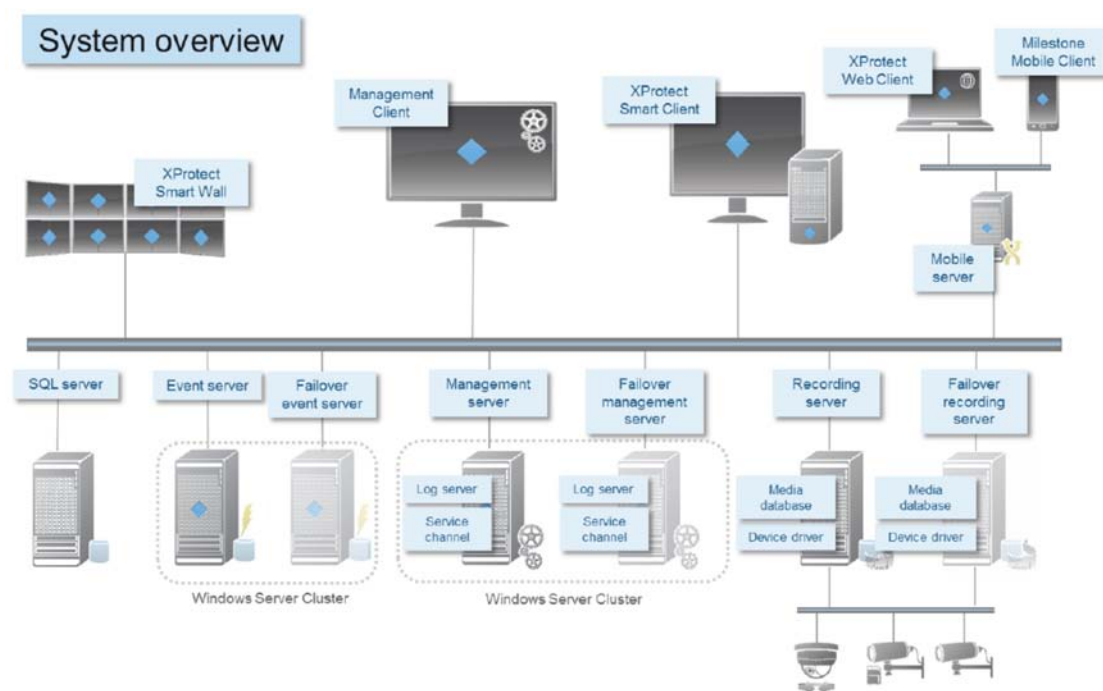 System overview
XProtect
Web Client
Milestone
Mobile Client
Management
Client
XProtect
Smart Client
XProtect
Smart Wall
Mobile
server
SQL server
Event server
Failover
event server
Management
server
Failover
management
server
Recording
server
Failover
recording
server
Log server
Service
channel
Log server
Service
channel
Media
database
Device driver
Media
database
Device driver
Windows Server Cluster
Windows Server Cluster